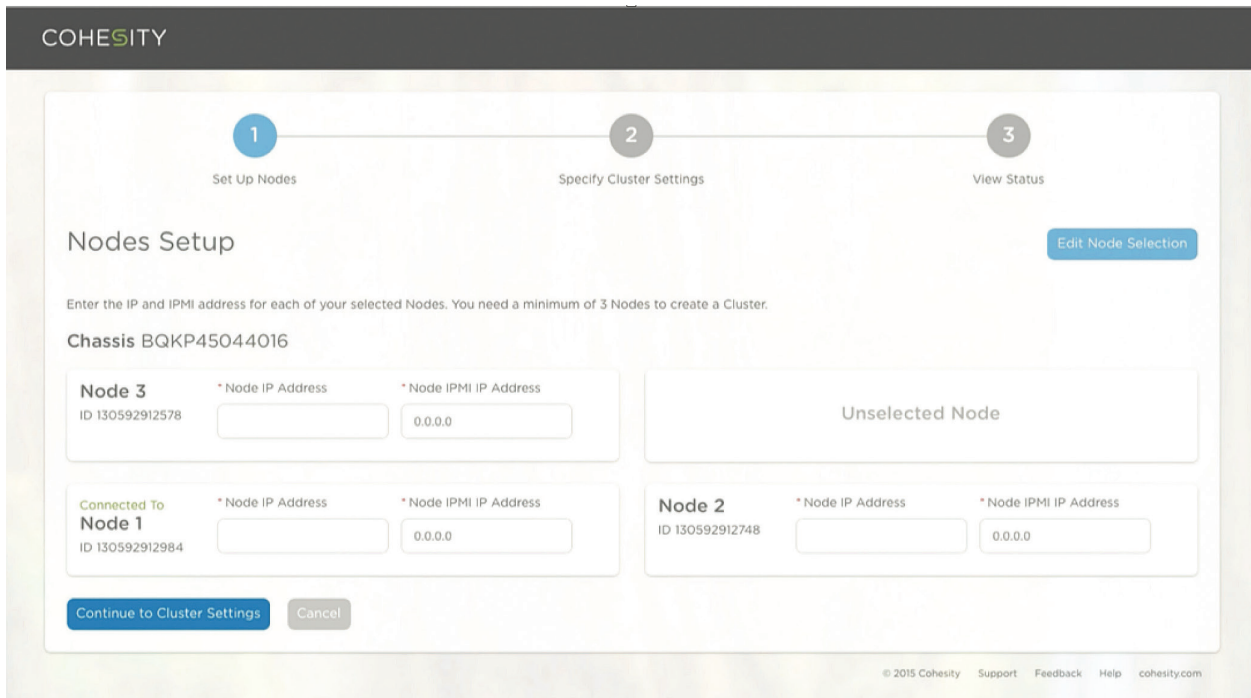 COHESITY
1
2
3
Set Up Nodes
Specify Cluster Settings
View Status
Nodes Setup
Edit Node Selection
Enter the IP and IPMI address for each of your selected Nodes. You need a minimum of 3 Nodes to create a Cluster.
Chassis BQKP45044016
Node 3
ID 130592912578
* Node IP Address
* Node IPMI IP Address
0.0.0.0
Unselected Node
Connected To
Node 1
ID 130592912984
* Node IP Address
* Node IPMI IP Address
0.0.0.0
Node 2
ID 130592912748
* Node IP Address
* Node IPMI IP Address
0.0.0.0
Continue to Cluster Settings
Cancel
© 2015 Cohesity Support Feedback Help cohesity.com